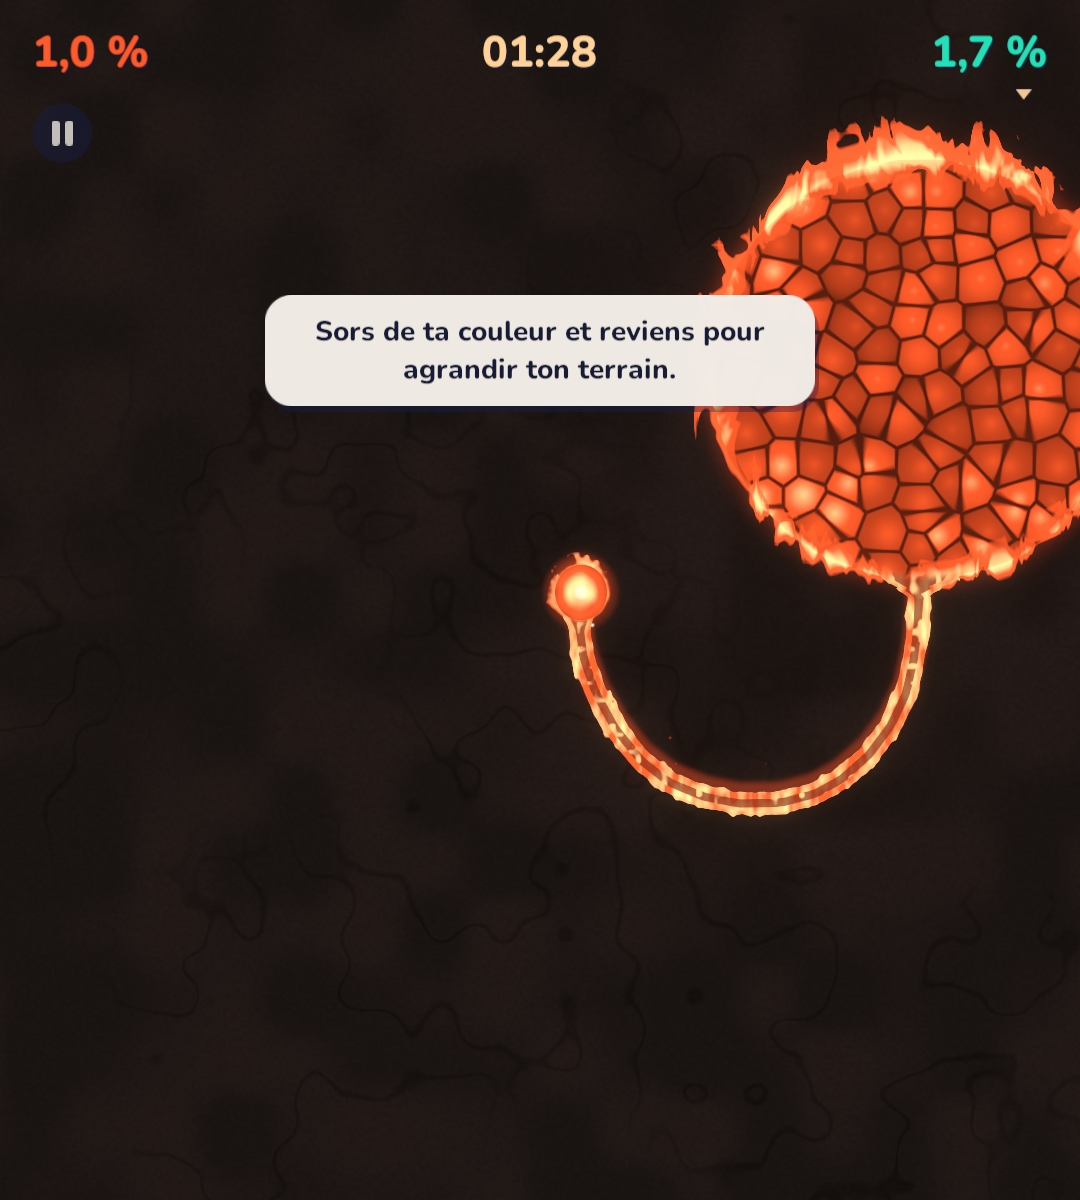 1,0 %
01:28
1,7 %
Sors de ta couleur et reviens pour
agrandir ton terrain.